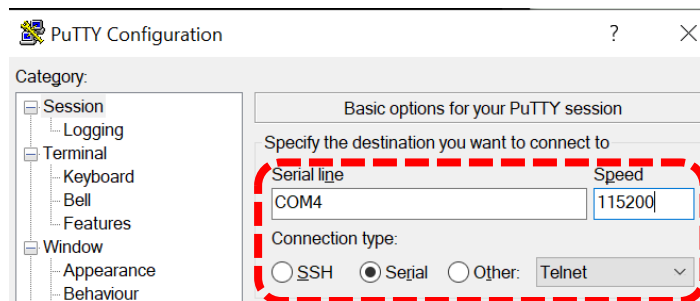 PuTTY Configuration
?
Category:
Session
Logging
Terminal
Keyboard
Bell
Features
Window
Appearance
Behaviour
Basic options for your PuTTY session
Specify the destination you want to connect to
Serial line Speed
COM4 115200
Connection type:
SSH Serial Other: Telnet